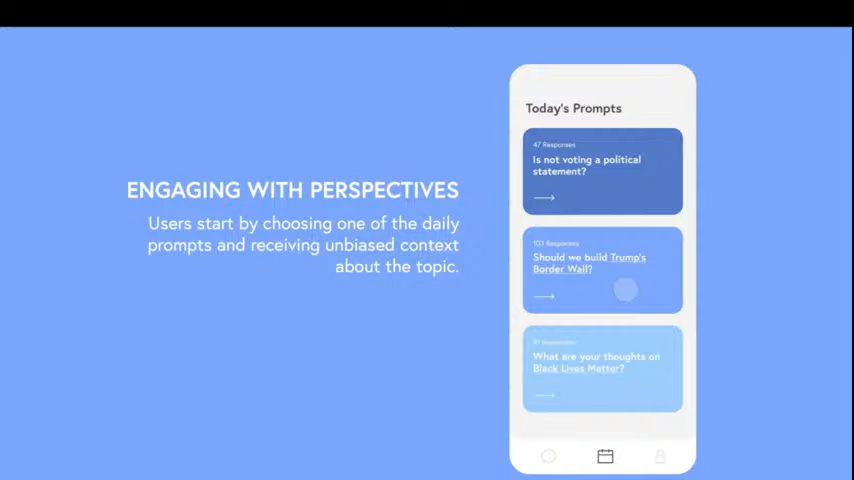 ENGAGING WITH PERSPECTIVES
Users start by choosing one of the daily
prompts and receiving unbiased context
about the topic.
Today's Prompts
47 Responses
Is not voting a political
statement?
103 Responses
Should we build Trump's
Border Wall?
Responses
What are your thoughts on
Black Lives Matter?